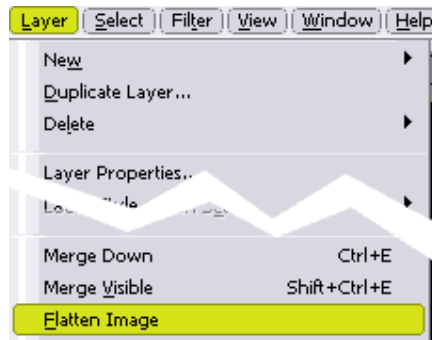 Layer Select Filter View Window Help
New
Duplicate Layer...
Delete
Layer Properties...
Merge Down Ctrl+E
Merge Visible Shift+Ctrl+E
Flatten Image